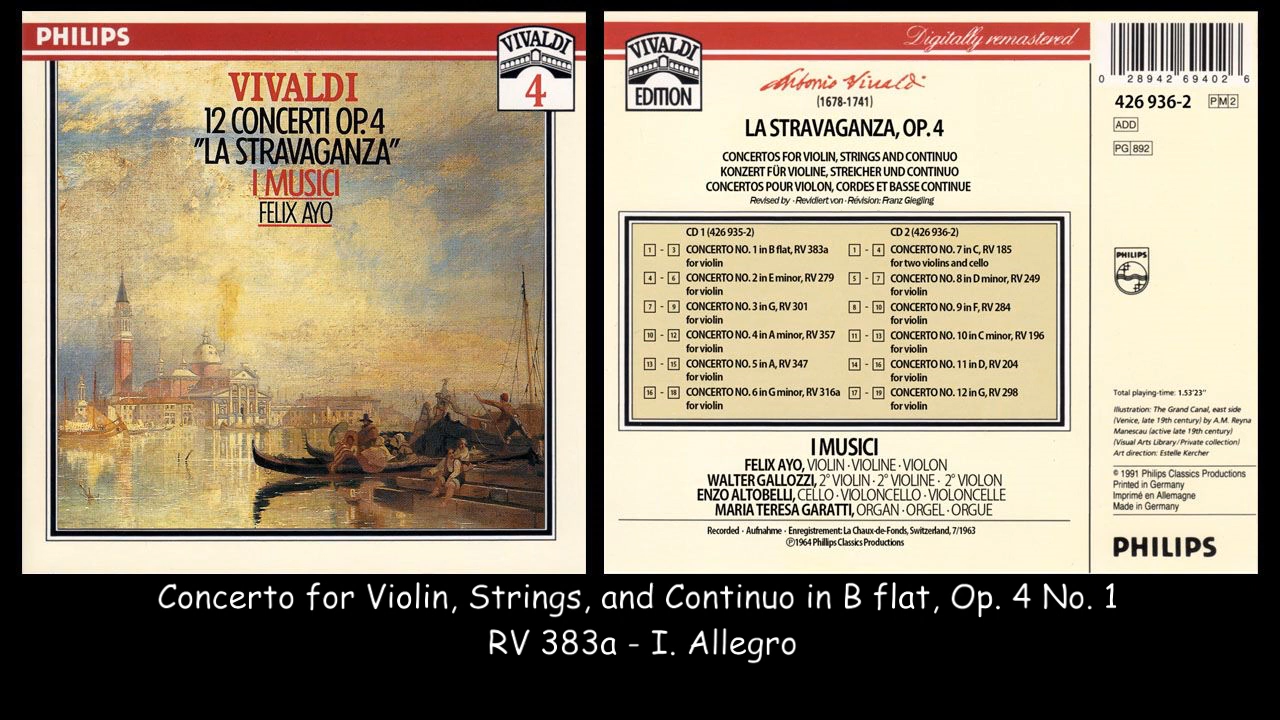 PHILIPS
VIVALDI
4
VIVALDI
12 CONCERTI OP. 4
"LA STRAVAGANZA"
I MUSICI
FELIX AYO
VIVALDI
EDITION
Digitally remastered
Antonio Vivaldi
(1678-1741)
LA STRAVAGANZA, OP. 4
CONCERTOS FOR VIOLIN, STRINGS AND CONTINUO
KONZERT FÜR VIOLINE, STREICHER UND CONTINUO
CONCERTOS POUR VIOLON, CORDES ET BASSE CONTINUE
Revised by · Revidiert von · Révision: Franz Giegling
CD 1 (426 935-2)
1 - 3 CONCERTO NO. 1 in B flat, RV 383a
for violin
4 - 6 CONCERTO NO. 2 in E minor, RV 279
for violin
7 - 9 CONCERTO NO. 3 in G, RV 301
for violin
10 - 12 CONCERTO NO. 4 in A minor, RV 357
for violin
13 - 15 CONCERTO NO. 5 in A, RV 347
for violin
16 - 18 CONCERTO NO. 6 in G minor, RV 316a
for violin
CD 2 (426 936-2)
1 - 4 CONCERTO NO. 7 in C, RV 185
for two violins and cello
5 - 7 CONCERTO NO. 8 in D minor, RV 249
for violin
8 - 10 CONCERTO NO. 9 in F, RV 284
for violin
11 - 13 CONCERTO NO. 10 in C minor, RV 196
for violin
14 - 16 CONCERTO NO. 11 in D, RV 204
for violin
17 - 19 CONCERTO NO. 12 in G, RV 298
for violin
I MUSICI
FELIX AYO, VIOLIN · VIOLINE · VIOLON
WALTER GALLOZZI, 2° VIOLIN · 2° VIOLINE · 2° VIOLON
ENZO ALTOBELLI, CELLO · VIOLONCELLO · VIOLONCELLE
MARIA TERESA GARATTI, ORGAN · ORGEL · ORGUE
Recorded · Aufnahme · Enregistrement: La Chaux-de-Fonds, Switzerland, 7/1963
℗1964 Phillips Classics Productions
0 28942 69402 6
426 936-2 PM2
ADD
PG 892
PHILIPS
Total playing-time: 1.53'23"
Illustration: The Grand Canal, east side
(Venice, late 19th century) by A.M. Reyna
Manescau (active late 19th century)
(Visual Arts Library/Private collection)
Art direction: Estelle Kercher
© 1991 Philips Classics Productions
Printed in Germany
Imprimé en Allemagne
Made in Germany
PHILIPS
Concerto for Violin, Strings, and Continuo in B flat, Op. 4 No. 1
RV 383a - I. Allegro